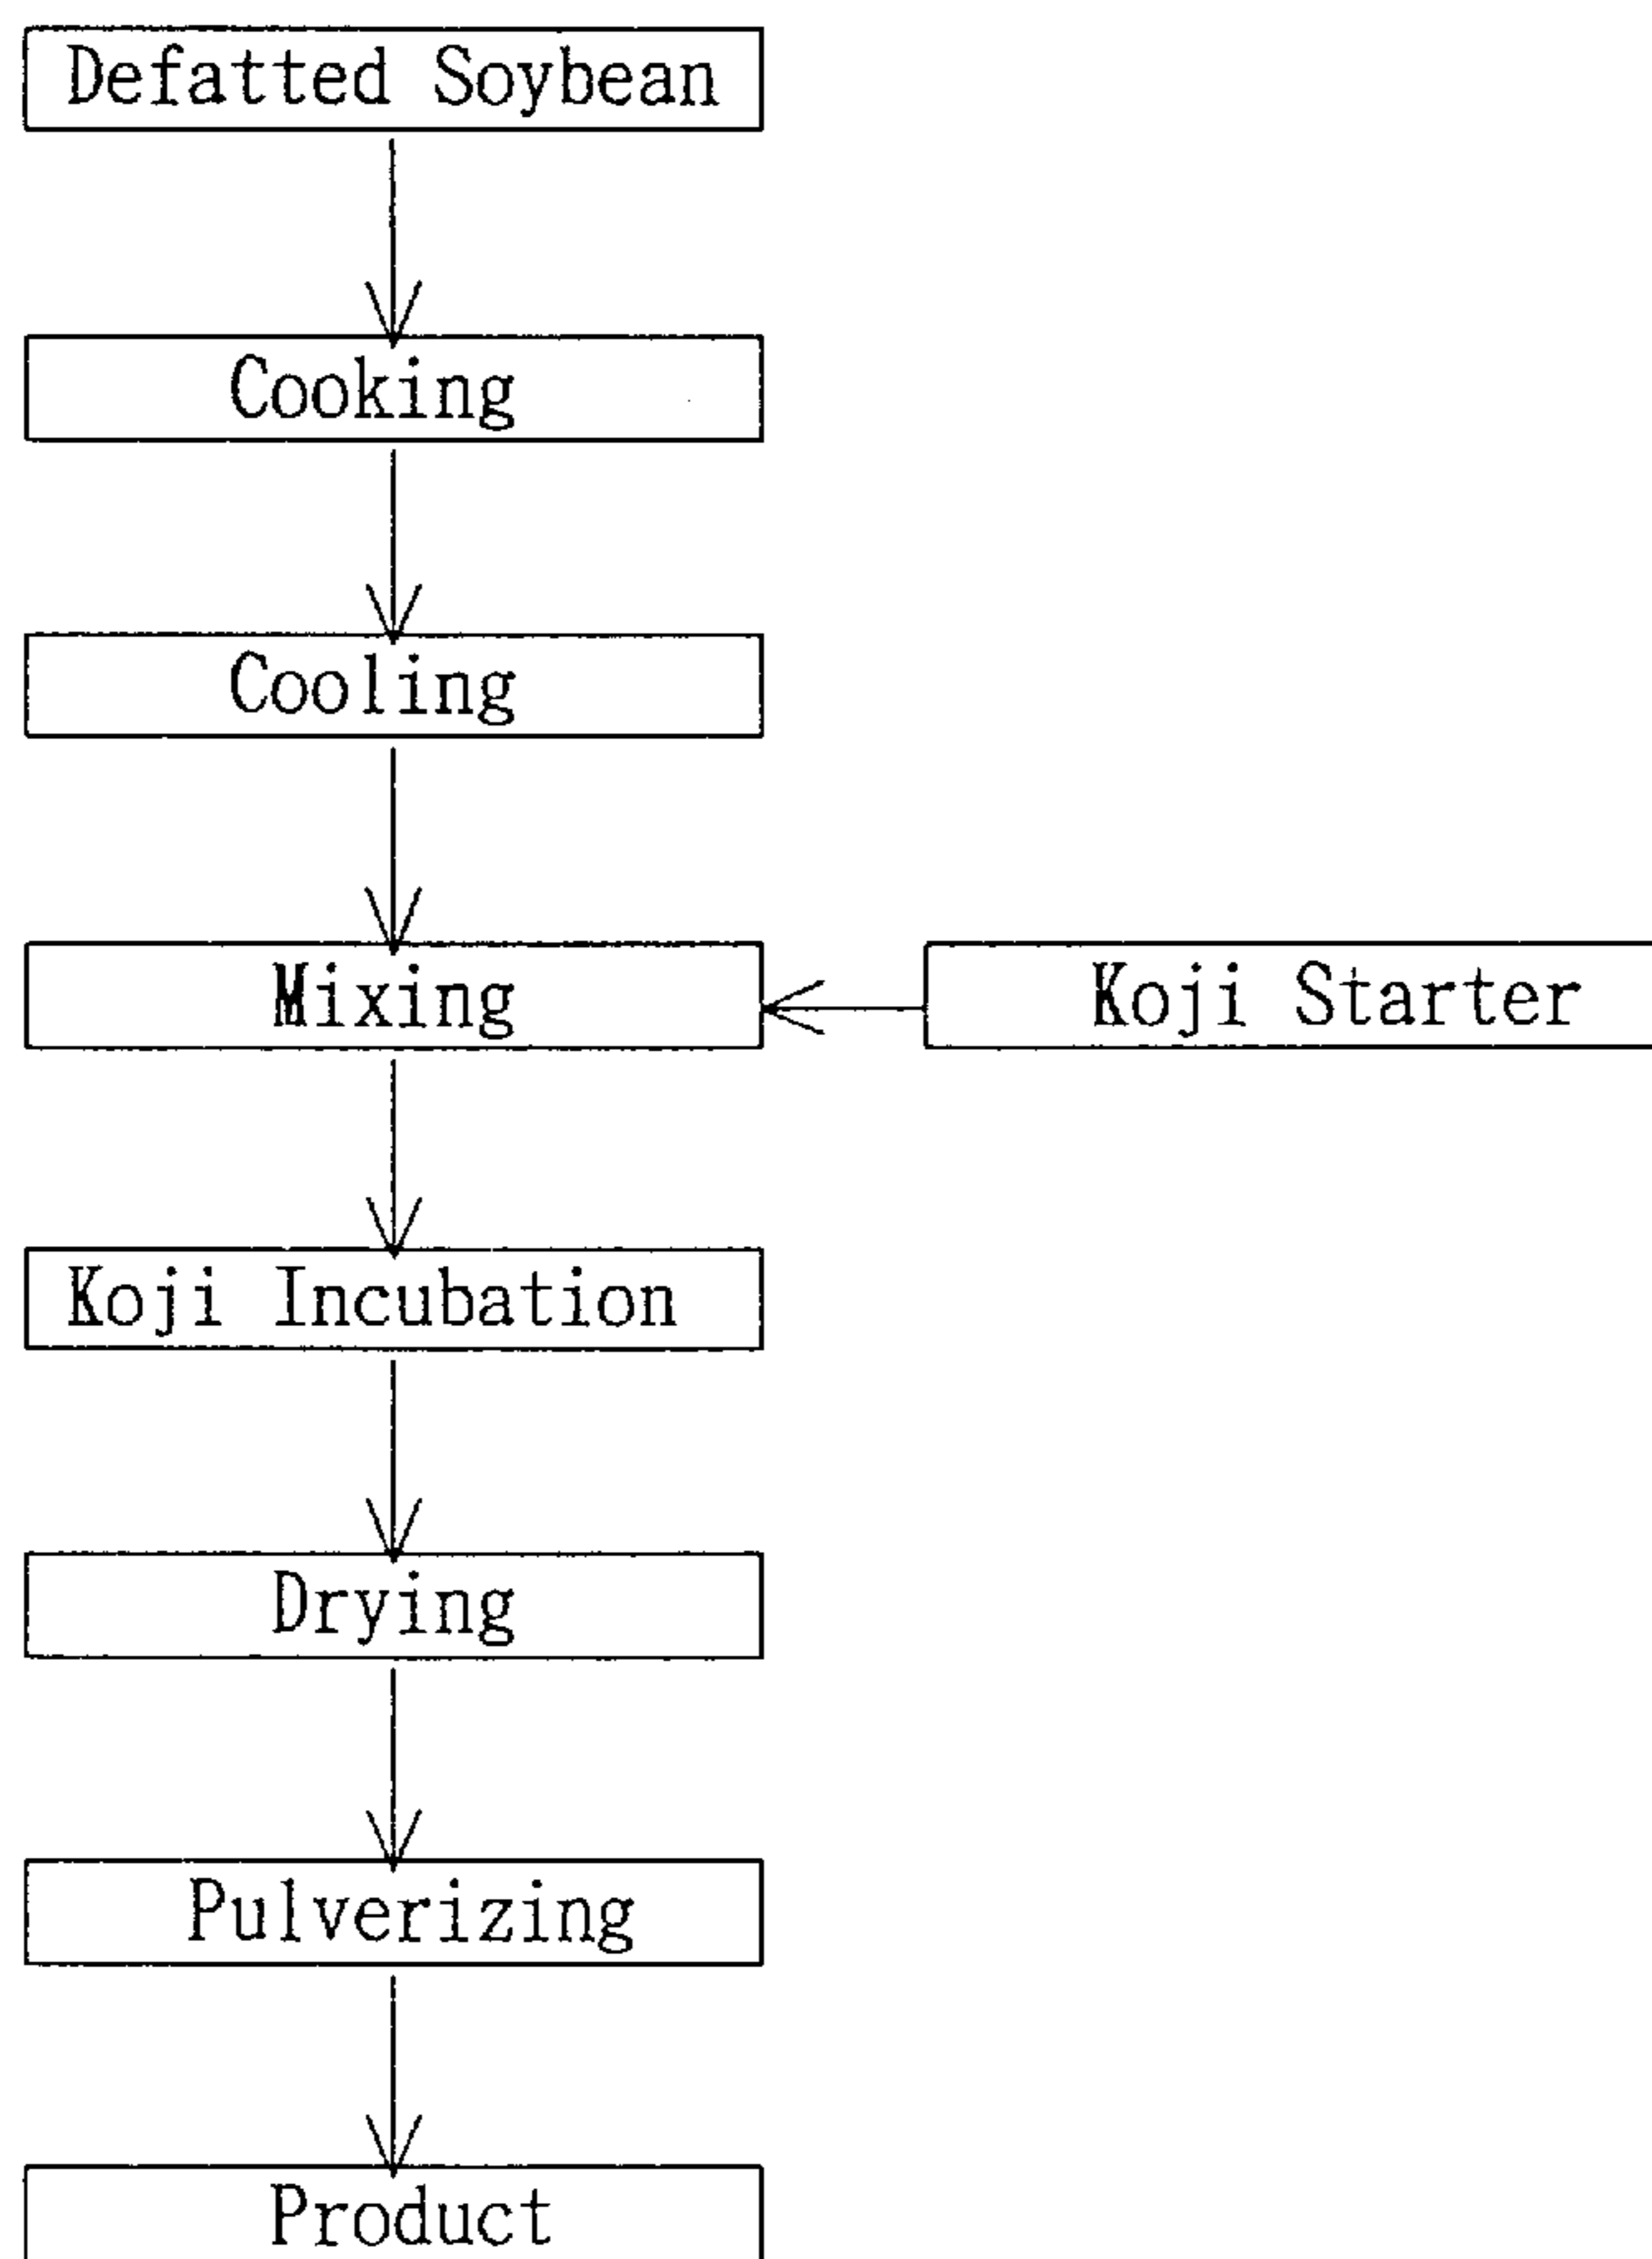 Defatted Soybean
Cooking
Cooling
Mixing
Koji Starter
Koji Incubation
Drying
Pulverizing
Product